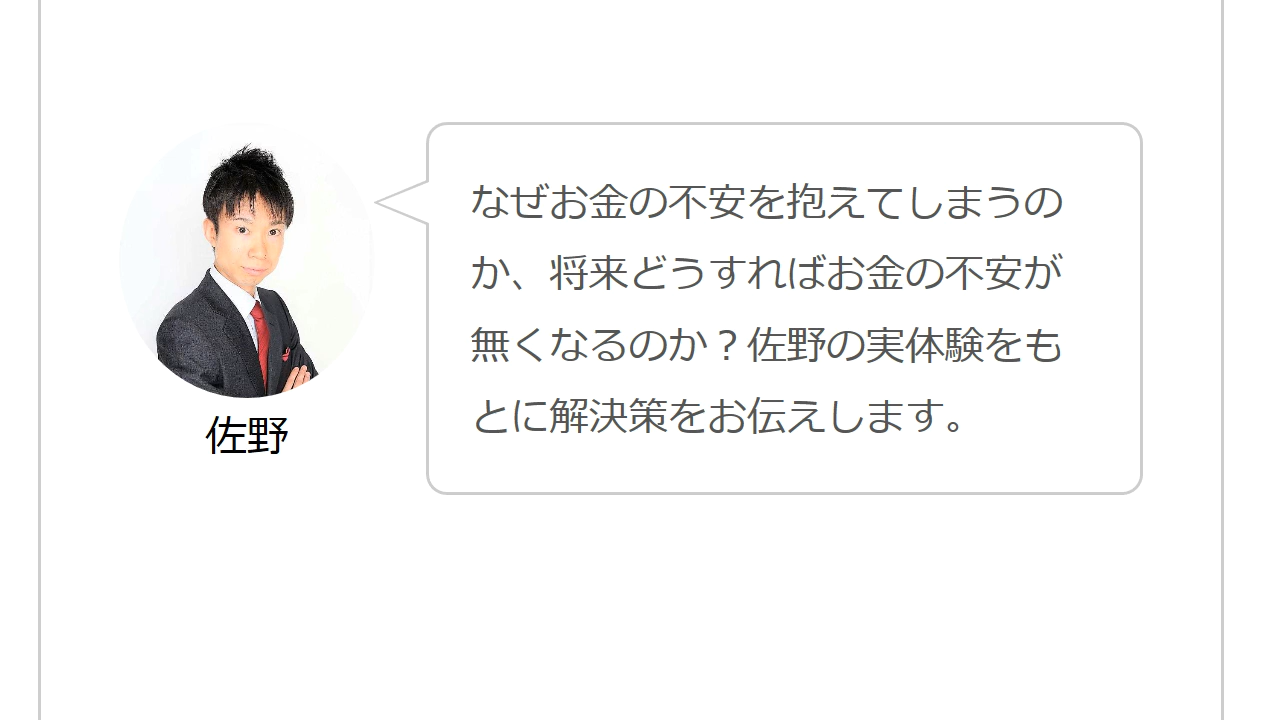 なぜお金の不安を抱えてしまうの
か、将来どうすればお金の不安が
無くなるのか？佐野の実体験をも
とに解決策をお伝えします。
佐野